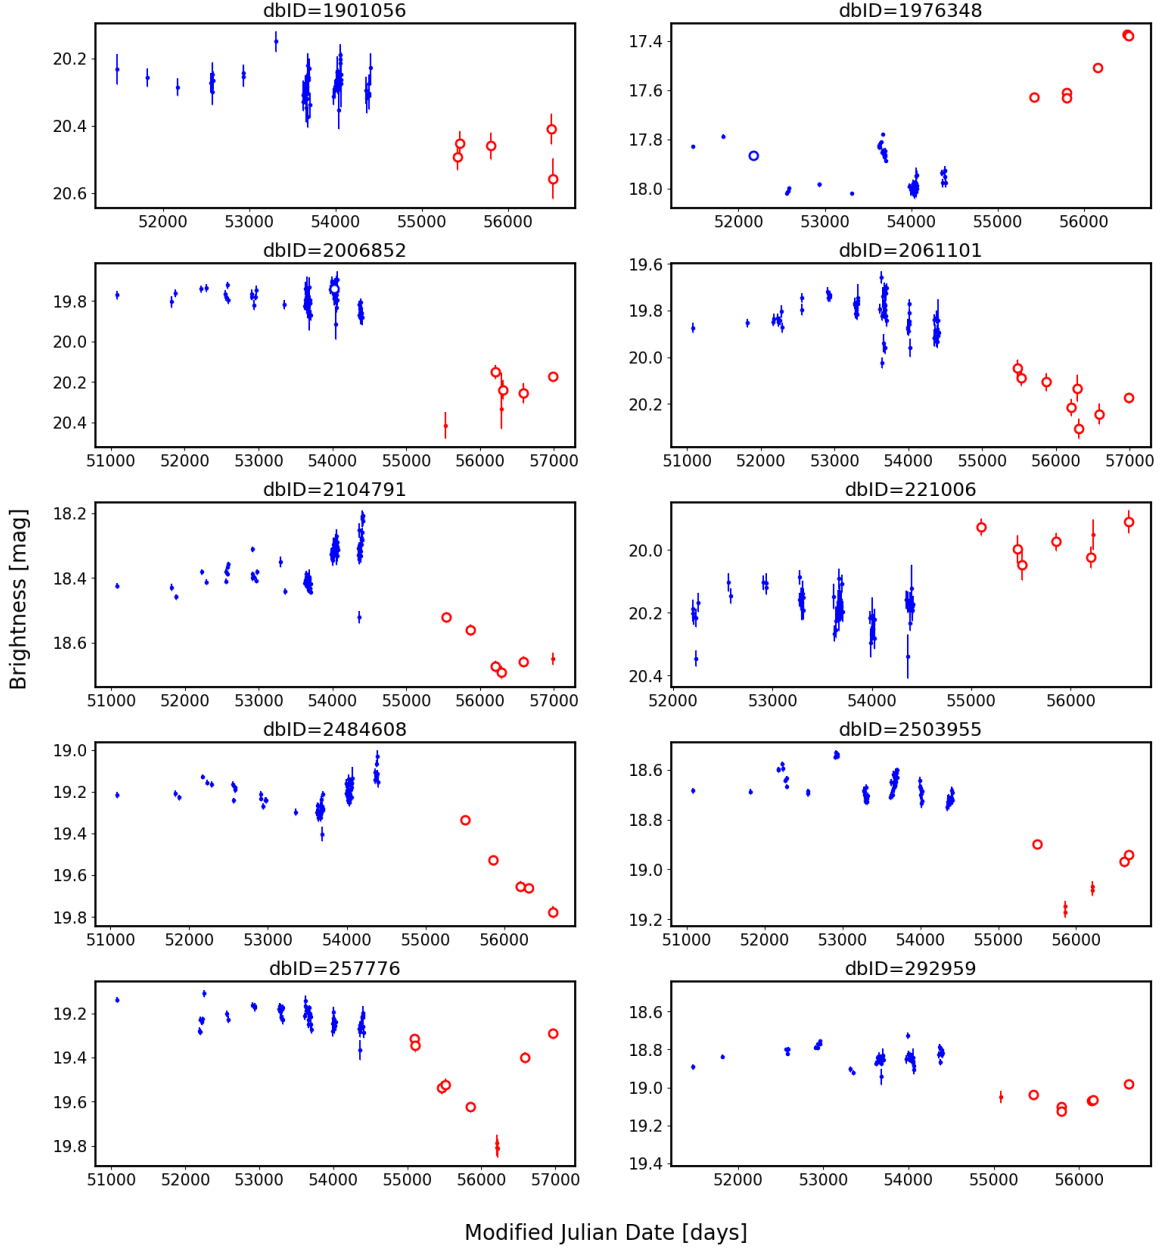 dbID=1901056
20.2
20.4
20.6
52000 53000 54000 55000 56000
dbID=1976348
17.4
17.6
17.8
18.0
52000 53000 54000 55000 56000
dbID=2006852
19.8
20.0
20.2
20.4
51000 52000 53000 54000 55000 56000 57000
dbID=2061101
19.6
19.8
20.0
20.2
51000 52000 53000 54000 55000 56000 57000
dbID=2104791
18.2
18.4
18.6
51000 52000 53000 54000 55000 56000 57000
dbID=221006
20.0
20.2
20.4
52000 53000 54000 55000 56000
dbID=2484608
19.0
19.2
19.4
19.6
19.8
51000 52000 53000 54000 55000 56000
dbID=2503955
18.6
18.8
19.0
19.2
51000 52000 53000 54000 55000 56000
dbID=257776
19.2
19.4
19.6
19.8
51000 52000 53000 54000 55000 56000 57000
dbID=292959
18.6
18.8
19.0
19.2
19.4
52000 53000 54000 55000 56000
Brightness [mag]
Modified Julian Date [days]